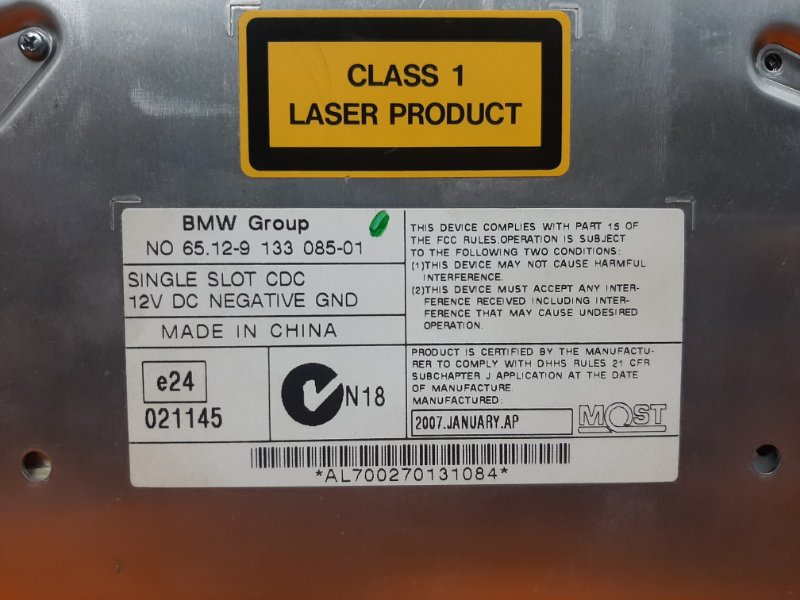 CLASS 1
LASER PRODUCT
BMW Group
NO 65.12-9 133 085-01
SINGLE SLOT CDC
12V DC NEGATIVE GND
MADE IN CHINA
e24
021145
N18
THIS DEVICE COMPLIES WITH PART 15 OF
THE FCC RULES.OPERATION IS SUBJECT
TO THE FOLLOWING TWO CONDITIONS:
(1)THIS DEVICE MAY NOT CAUSE HARMFUL
INTERFERENCE.
(2)THIS DEVICE MUST ACCEPT ANY INTER-
FERENCE RECEIVED INCLUDING INTER-
FERENCE THAT MAY CAUSE UNDESIRED
OPERATION.
PRODUCT IS CERTIFIED BY THE MANUFACTU-
RER TO COMPLY WITH DHHS RULES 21 CFR
SUBCHAPTER J APPLICATION AT THE DATE
OF MANUFACTURE.
MANUFACTURED:
2007.JANUARY.AP
MOST
*AL700270131084*